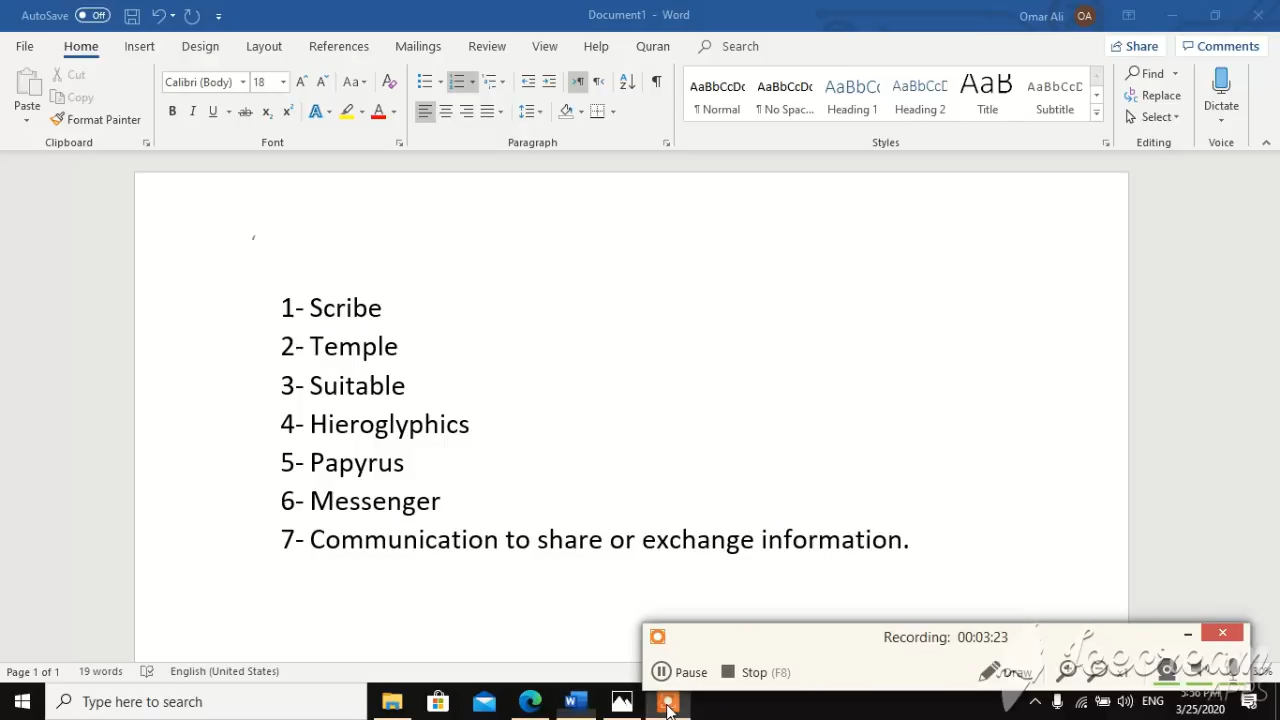 AutoSave Off
Document1 - Word
Omar Ali OA
File Home Insert Design Layout References Mailings Review View Help Quran Search Share Comments
Paste
Cut
Copy
Format Painter
Clipboard
Calibri (Body) 18
Font
Paragraph
AaBbCcDc AaBbCcDc AaBbCc AaBbCcD AaB AaBbCcD
¶ Normal ¶ No Spac... Heading 1 Heading 2 Title Subtitle
Styles
Find
Replace
Select
Editing
Dictate
Voice
1- Scribe
2- Temple
3- Suitable
4- Hieroglyphics
5- Papyrus
6- Messenger
7- Communication to share or exchange information.
Recording: 00:03:23
Pause Stop (F8) Draw
Page 1 of 1 19 words English (United States)
Type here to search
ENG
3/25/2020
Icecream
APPS